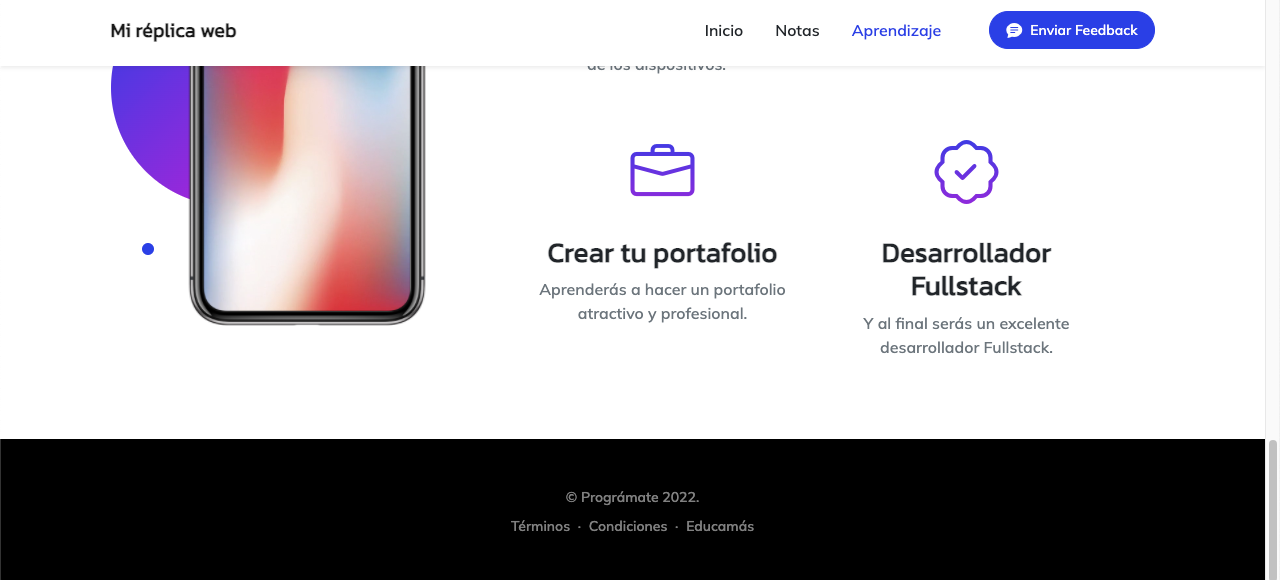 Mi réplica web
Inicio
Notas
Aprendizaje
Enviar Feedback
de los dispositivos.
Crear tu portafolio
Aprenderás a hacer un portafolio
atractivo y profesional.
Desarrollador
Fullstack
Y al final serás un excelente
desarrollador Fullstack.
© Prográmate 2022.
Términos · Condiciones · Educamás